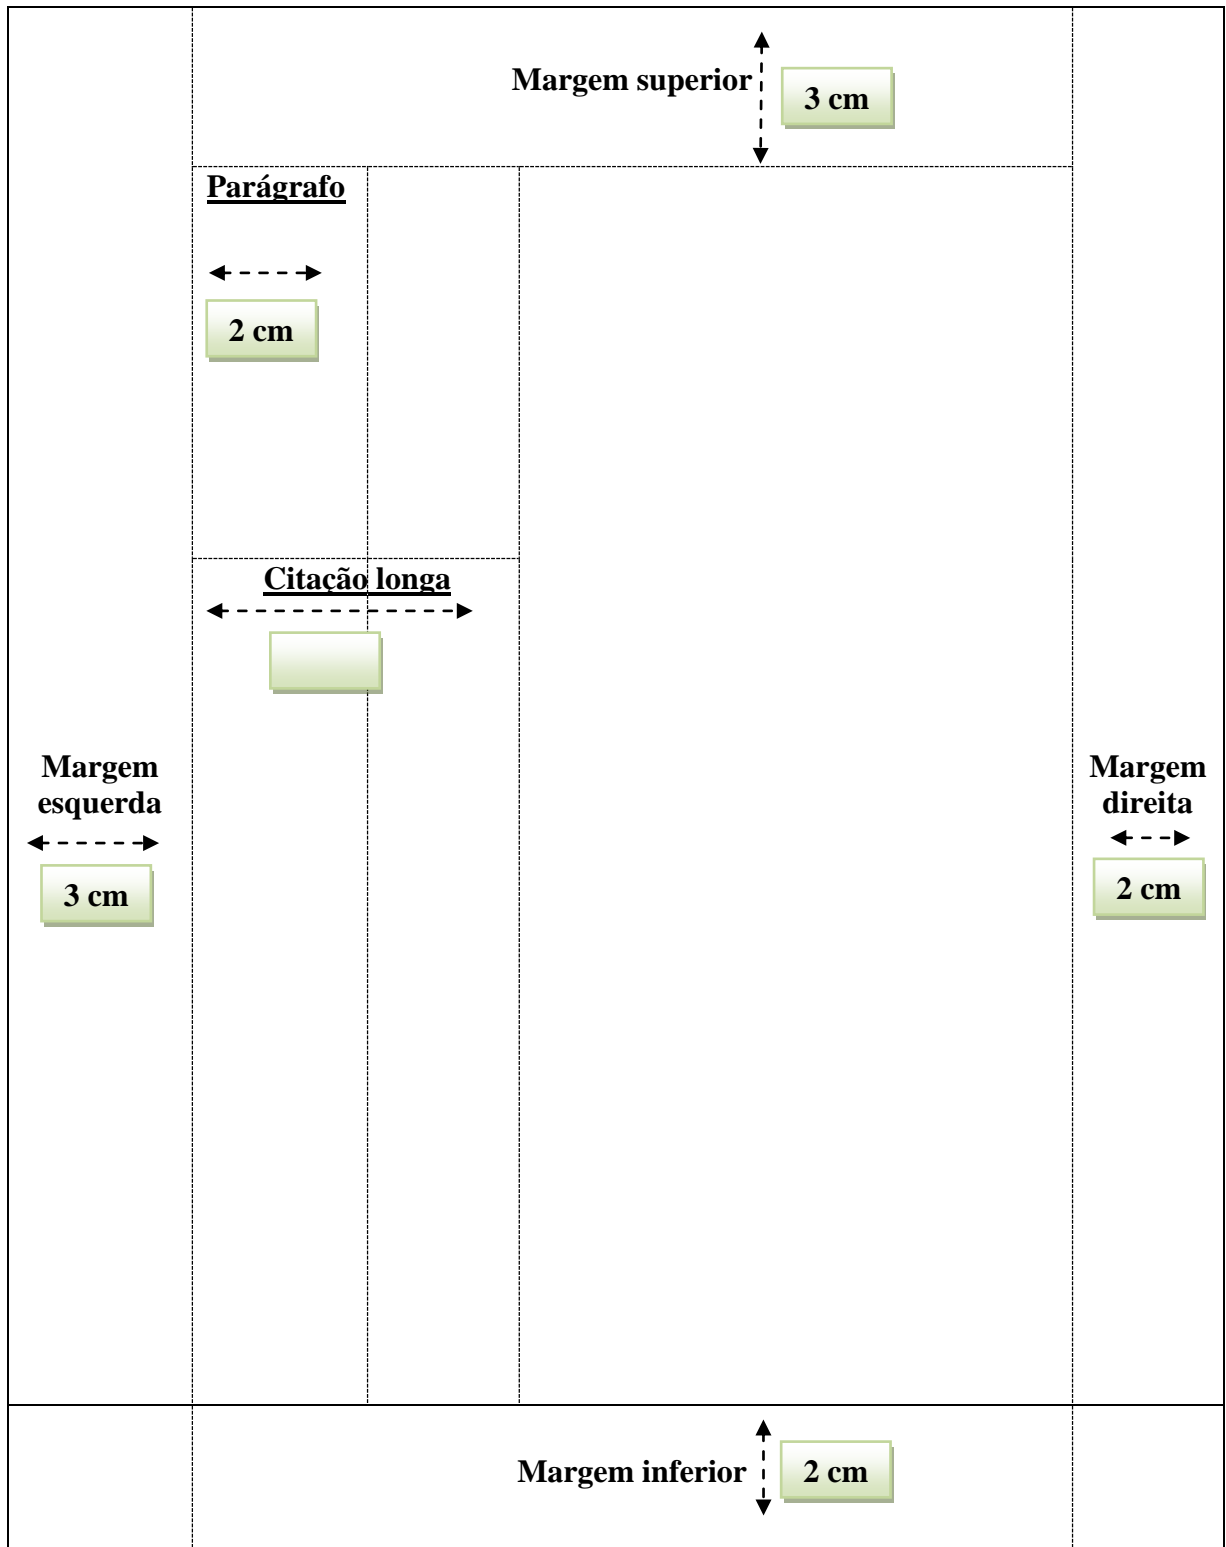 Margem superior
3 cm
Parágrafo
2 cm
Citação longa
Margem
esquerda
3 cm
Margem
direita
2 cm
Margem inferior
2 cm